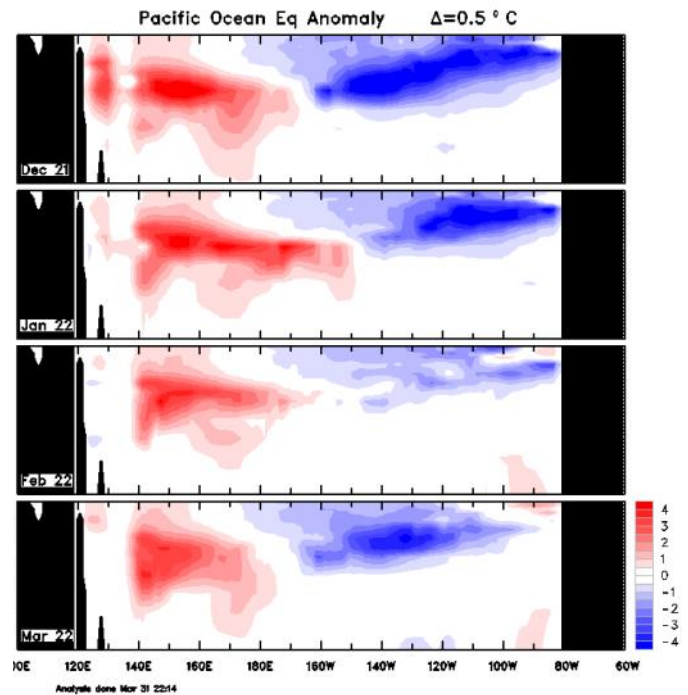 Pacific Ocean Eq Anomaly Δ=0.5 °C
Dec 21
Jan 22
Feb 22
Mar 22
4
3
2
1
0
-1
-2
-3
-4
00E 120E 140E 160E 180E 160W 140W 120W 100W 80W 60W
Analysis done Mar 31 22:14